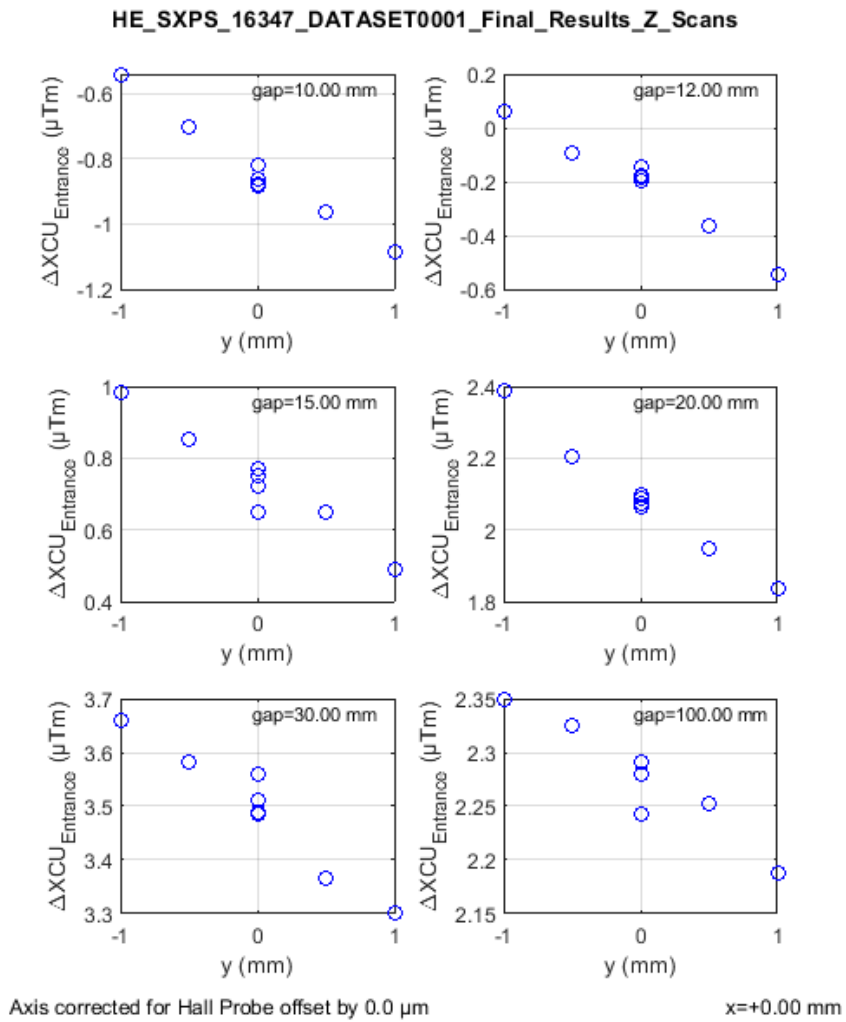 HE_SXPS_16347_DATASET0001_Final_Results_Z_Scans
gap=10.00 mm
-0.6
-0.8
-1
-1.2
ΔXCU_Entrance (μTm)
-1 0 1
y (mm)
gap=12.00 mm
0.2
0
-0.2
-0.4
-0.6
ΔXCU_Entrance (μTm)
-1 0 1
y (mm)
gap=15.00 mm
1
0.8
0.6
0.4
ΔXCU_Entrance (μTm)
-1 0 1
y (mm)
gap=20.00 mm
2.4
2.2
2
1.8
ΔXCU_Entrance (μTm)
-1 0 1
y (mm)
gap=30.00 mm
3.7
3.6
3.5
3.4
3.3
ΔXCU_Entrance (μTm)
-1 0 1
y (mm)
gap=100.00 mm
2.35
2.3
2.25
2.2
2.15
ΔXCU_Entrance (μTm)
-1 0 1
y (mm)
Axis corrected for Hall Probe offset by 0.0 μm
x=+0.00 mm